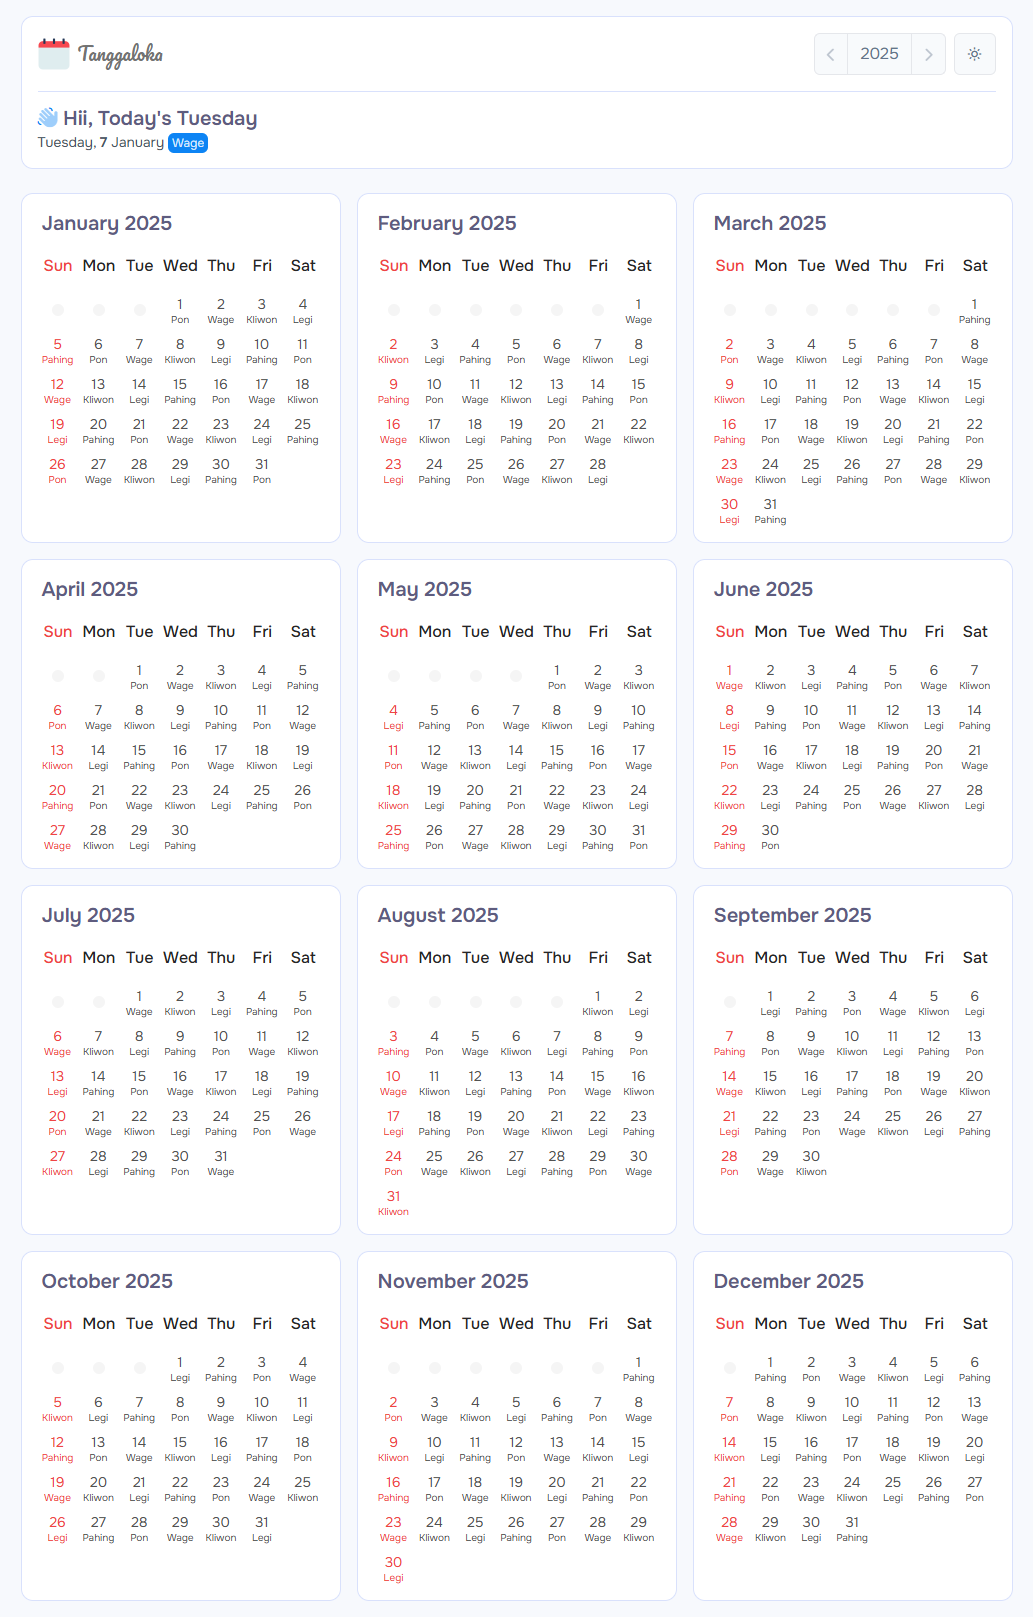 Tanggaloka
2025
Hii, Today's Tuesday
Tuesday, 7 January Wage
January 2025
Sun Mon Tue Wed Thu Fri Sat
1 2 3 4
Pon Wage Kliwon Legi
5 6 7 8 9 10 11
Pahing Pon Wage Kliwon Legi Pahing Pon
12 13 14 15 16 17 18
Wage Kliwon Legi Pahing Pon Wage Kliwon
19 20 21 22 23 24 25
Legi Pahing Pon Wage Kliwon Legi Pahing
26 27 28 29 30 31
Pon Wage Kliwon Legi Pahing Pon
February 2025
Sun Mon Tue Wed Thu Fri Sat
1
Wage
2 3 4 5 6 7 8
Kliwon Legi Pahing Pon Wage Kliwon Legi
9 10 11 12 13 14 15
Pahing Pon Wage Kliwon Legi Pahing Pon
16 17 18 19 20 21 22
Wage Kliwon Legi Pahing Pon Wage Kliwon
23 24 25 26 27 28
Legi Pahing Pon Wage Kliwon Legi
March 2025
Sun Mon Tue Wed Thu Fri Sat
1
Pahing
2 3 4 5 6 7 8
Pon Wage Kliwon Legi Pahing Pon Wage
9 10 11 12 13 14 15
Kliwon Legi Pahing Pon Wage Kliwon Legi
16 17 18 19 20 21 22
Pahing Pon Wage Kliwon Legi Pahing Pon
23 24 25 26 27 28 29
Wage Kliwon Legi Pahing Pon Wage Kliwon
30 31
Legi Pahing
April 2025
Sun Mon Tue Wed Thu Fri Sat
1 2 3 4 5
Pon Wage Kliwon Legi Pahing
6 7 8 9 10 11 12
Pon Wage Kliwon Legi Pahing Pon Wage
13 14 15 16 17 18 19
Kliwon Legi Pahing Pon Wage Kliwon Legi
20 21 22 23 24 25 26
Pahing Pon Wage Kliwon Legi Pahing Pon
27 28 29 30
Wage Kliwon Legi Pahing
May 2025
Sun Mon Tue Wed Thu Fri Sat
1 2 3
Pon Wage Kliwon
4 5 6 7 8 9 10
Legi Pahing Pon Wage Kliwon Legi Pahing
11 12 13 14 15 16 17
Pon Wage Kliwon Legi Pahing Pon Wage
18 19 20 21 22 23 24
Kliwon Legi Pahing Pon Wage Kliwon Legi
25 26 27 28 29 30 31
Pahing Pon Wage Kliwon Legi Pahing Pon
June 2025
Sun Mon Tue Wed Thu Fri Sat
1 2 3 4 5 6 7
Wage Kliwon Legi Pahing Pon Wage Kliwon
8 9 10 11 12 13 14
Legi Pahing Pon Wage Kliwon Legi Pahing
15 16 17 18 19 20 21
Pon Wage Kliwon Legi Pahing Pon Wage
22 23 24 25 26 27 28
Kliwon Legi Pahing Pon Wage Kliwon Legi
29 30
Pahing Pon
July 2025
Sun Mon Tue Wed Thu Fri Sat
1 2 3 4 5
Wage Kliwon Legi Pahing Pon
6 7 8 9 10 11 12
Wage Kliwon Legi Pahing Pon Wage Kliwon
13 14 15 16 17 18 19
Legi Pahing Pon Wage Kliwon Legi Pahing
20 21 22 23 24 25 26
Pon Wage Kliwon Legi Pahing Pon Wage
27 28 29 30 31
Kliwon Legi Pahing Pon Wage
August 2025
Sun Mon Tue Wed Thu Fri Sat
1 2
Kliwon Legi
3 4 5 6 7 8 9
Pahing Pon Wage Kliwon Legi Pahing Pon
10 11 12 13 14 15 16
Wage Kliwon Legi Pahing Pon Wage Kliwon
17 18 19 20 21 22 23
Legi Pahing Pon Wage Kliwon Legi Pahing
24 25 26 27 28 29 30
Pon Wage Kliwon Legi Pahing Pon Wage
31
Kliwon
September 2025
Sun Mon Tue Wed Thu Fri Sat
1 2 3 4 5 6
Legi Pahing Pon Wage Kliwon Legi
7 8 9 10 11 12 13
Pahing Pon Wage Kliwon Legi Pahing Pon
14 15 16 17 18 19 20
Wage Kliwon Legi Pahing Pon Wage Kliwon
21 22 23 24 25 26 27
Legi Pahing Pon Wage Kliwon Legi Pahing
28 29 30
Pon Wage Kliwon
October 2025
Sun Mon Tue Wed Thu Fri Sat
1 2 3 4
Legi Pahing Pon Wage
5 6 7 8 9 10 11
Kliwon Legi Pahing Pon Wage Kliwon Legi
12 13 14 15 16 17 18
Pahing Pon Wage Kliwon Legi Pahing Pon
19 20 21 22 23 24 25
Wage Kliwon Legi Pahing Pon Wage Kliwon
26 27 28 29 30 31
Legi Pahing Pon Wage Kliwon Legi
November 2025
Sun Mon Tue Wed Thu Fri Sat
1
Pahing
2 3 4 5 6 7 8
Pon Wage Kliwon Legi Pahing Pon Wage
9 10 11 12 13 14 15
Kliwon Legi Pahing Pon Wage Kliwon Legi
16 17 18 19 20 21 22
Pahing Pon Wage Kliwon Legi Pahing Pon
23 24 25 26 27 28 29
Wage Kliwon Legi Pahing Pon Wage Kliwon
30
Legi
December 2025
Sun Mon Tue Wed Thu Fri Sat
1 2 3 4 5 6
Pahing Pon Wage Kliwon Legi Pahing
7 8 9 10 11 12 13
Pon Wage Kliwon Legi Pahing Pon Wage
14 15 16 17 18 19 20
Kliwon Legi Pahing Pon Wage Kliwon Legi
21 22 23 24 25 26 27
Pahing Pon Wage Kliwon Legi Pahing Pon
28 29 30 31
Wage Kliwon Legi Pahing